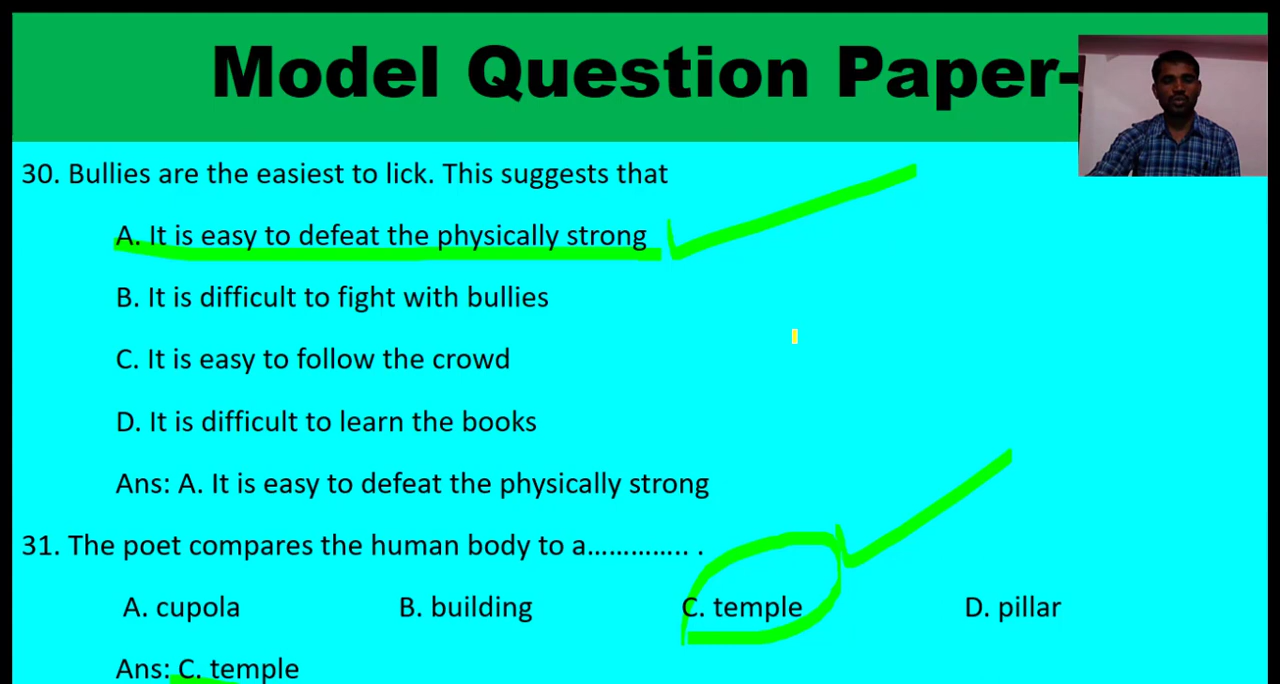 Model Question Paper-
30. Bullies are the easiest to lick. This suggests that
A. It is easy to defeat the physically strong
B. It is difficult to fight with bullies
C. It is easy to follow the crowd
D. It is difficult to learn the books
Ans: A. It is easy to defeat the physically strong
31. The poet compares the human body to a………….. .
A. cupola B. building C. temple D. pillar
Ans: C. temple